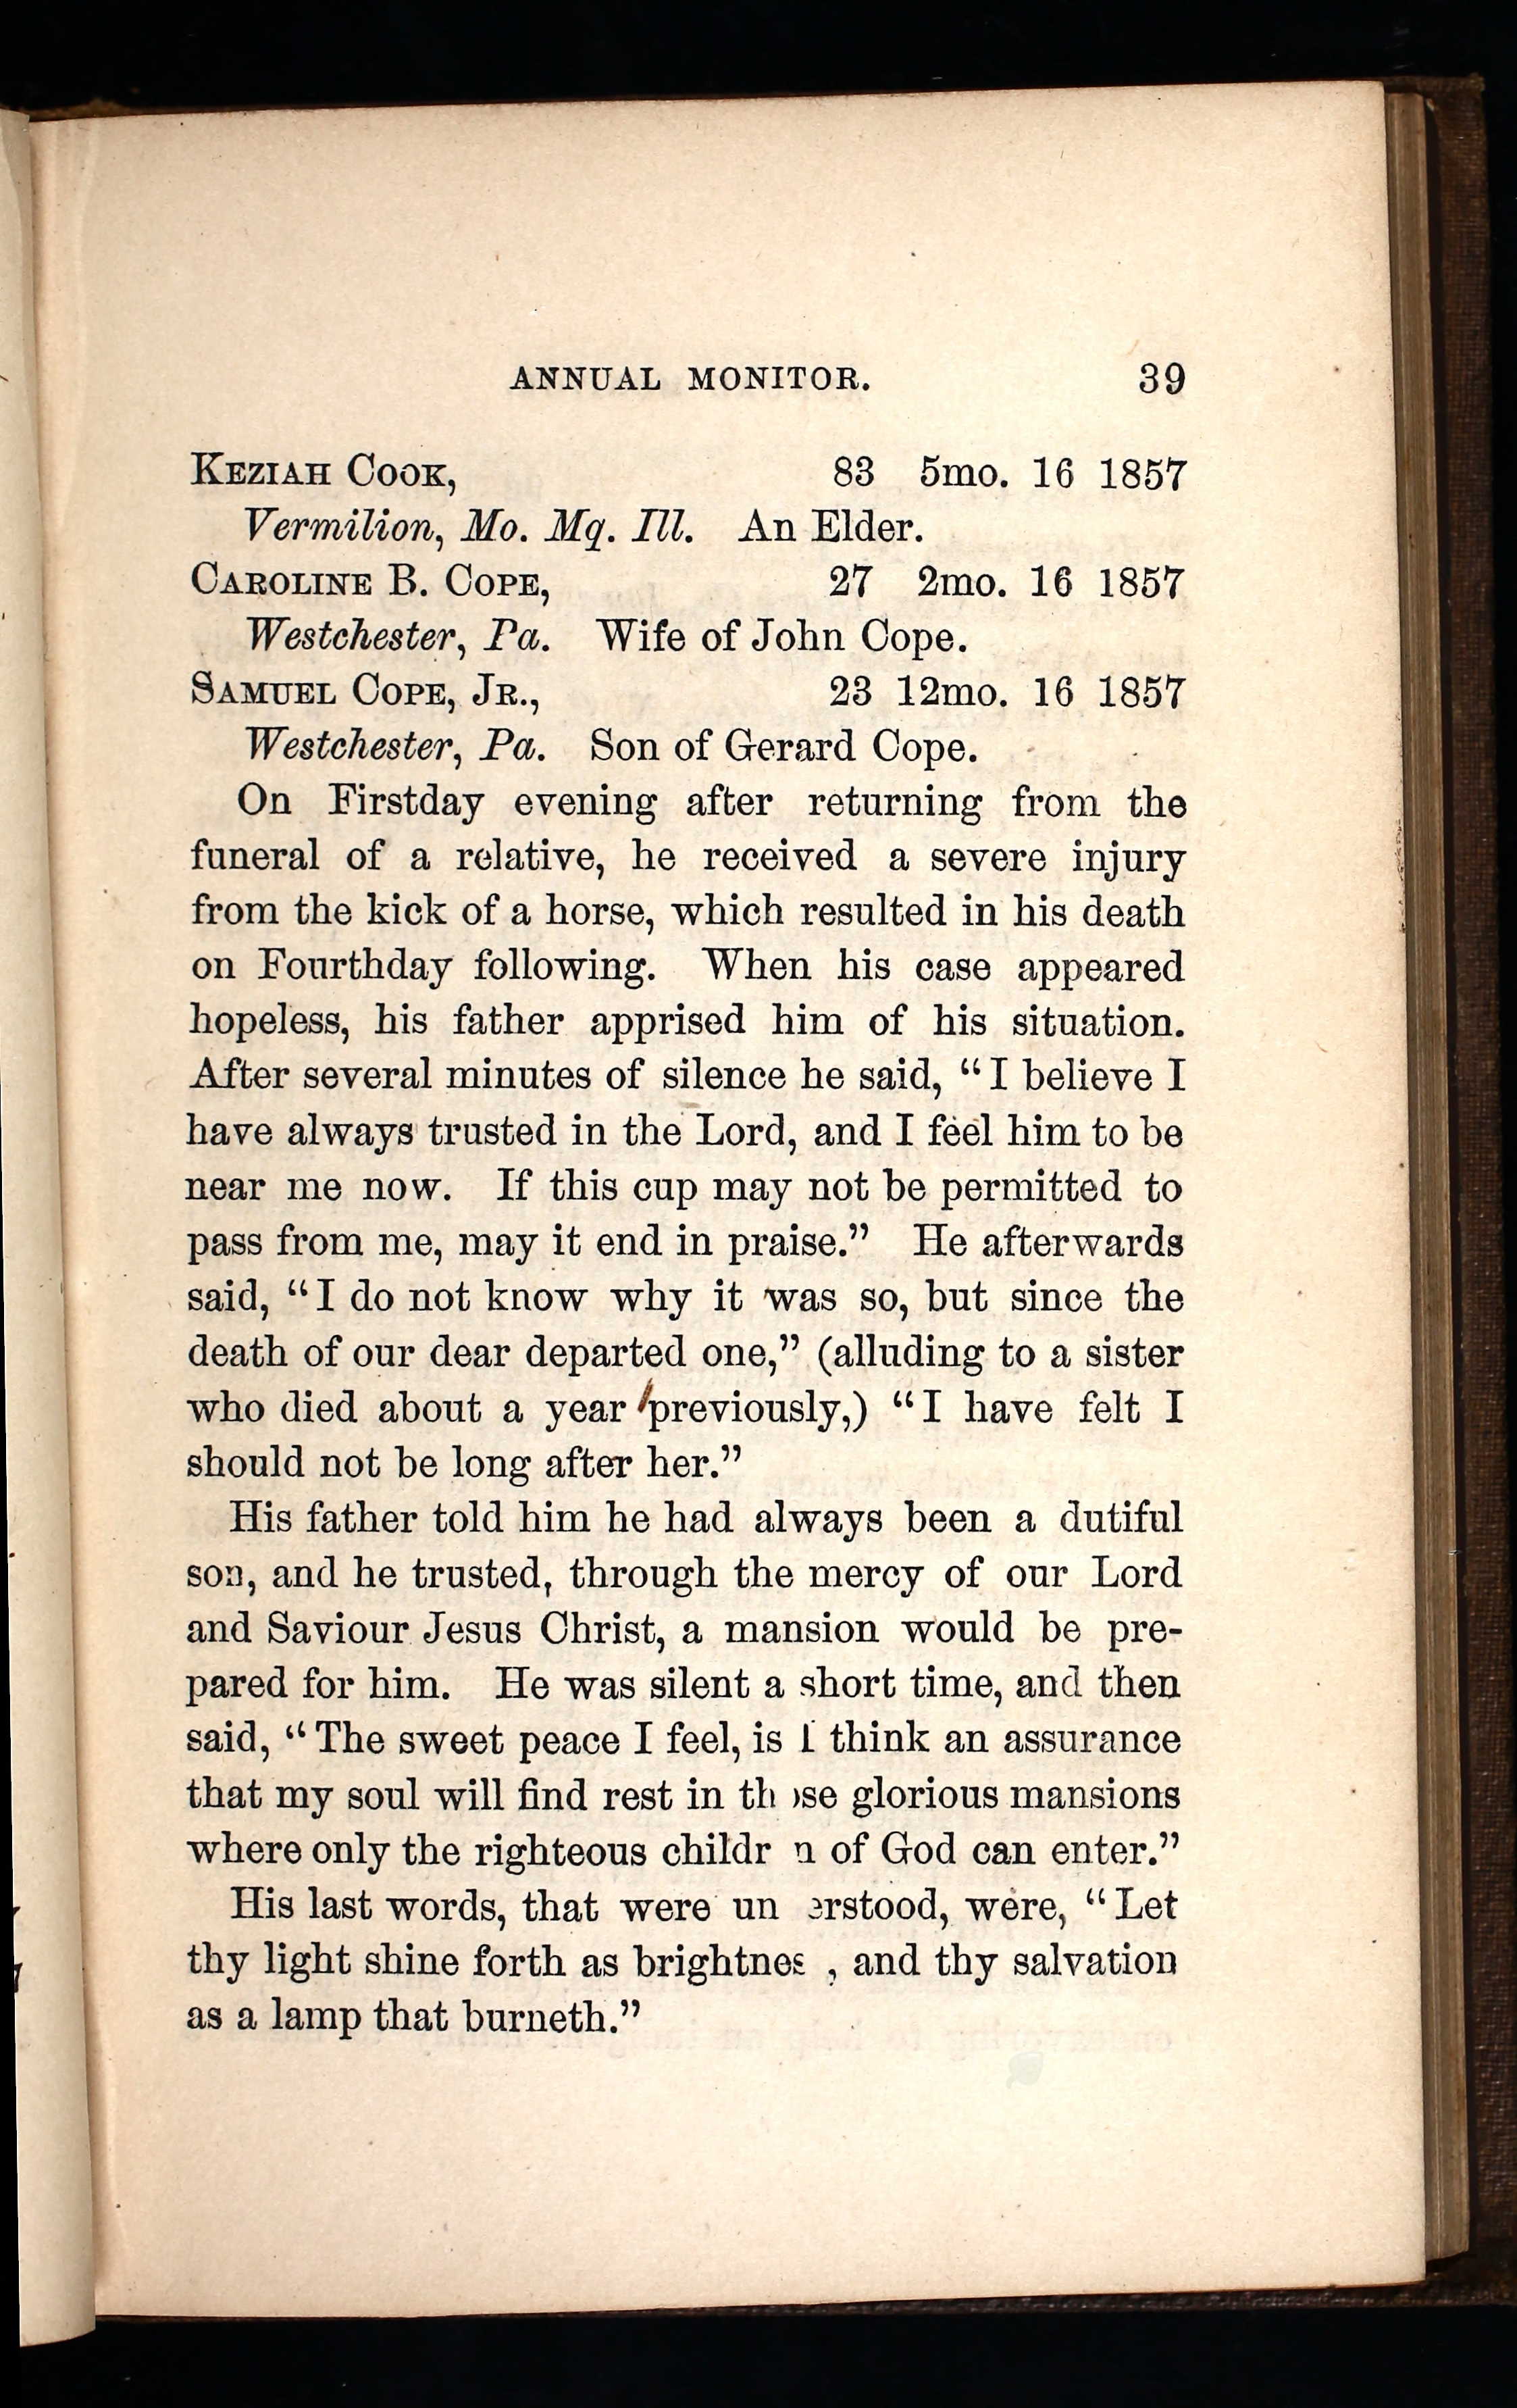 ANNUAL MONITOR. 39
KEZIAH COOK, 83 5mo. 16 1857
Vermilion, Mo. Mq. Ill. An Elder.
CAROLINE B. COPE, 27 2mo. 16 1857
Westchester, Pa. Wife of John Cope.
SAMUEL COPE, JR., 23 12mo. 16 1857
Westchester, Pa. Son of Gerard Cope.
On Firstday evening after returning from the
funeral of a relative, he received a severe injury
from the kick of a horse, which resulted in his death
on Fourthday following. When his case appeared
hopeless, his father apprised him of his situation.
After several minutes of silence he said, “I believe I
have always trusted in the Lord, and I feel him to be
near me now. If this cup may not be permitted to
pass from me, may it end in praise.” He afterwards
said, “I do not know why it was so, but since the
death of our dear departed one,” (alluding to a sister
who died about a year previously,) “I have felt I
should not be long after her.”
His father told him he had always been a dutiful
son, and he trusted, through the mercy of our Lord
and Saviour Jesus Christ, a mansion would be pre-
pared for him. He was silent a short time, and then
said, “The sweet peace I feel, is I think an assurance
that my soul will find rest in those glorious mansions
where only the righteous childr n of God can enter.”
His last words, that were un erstood, were, “Let
thy light shine forth as brightnes , and thy salvation
as a lamp that burneth.”